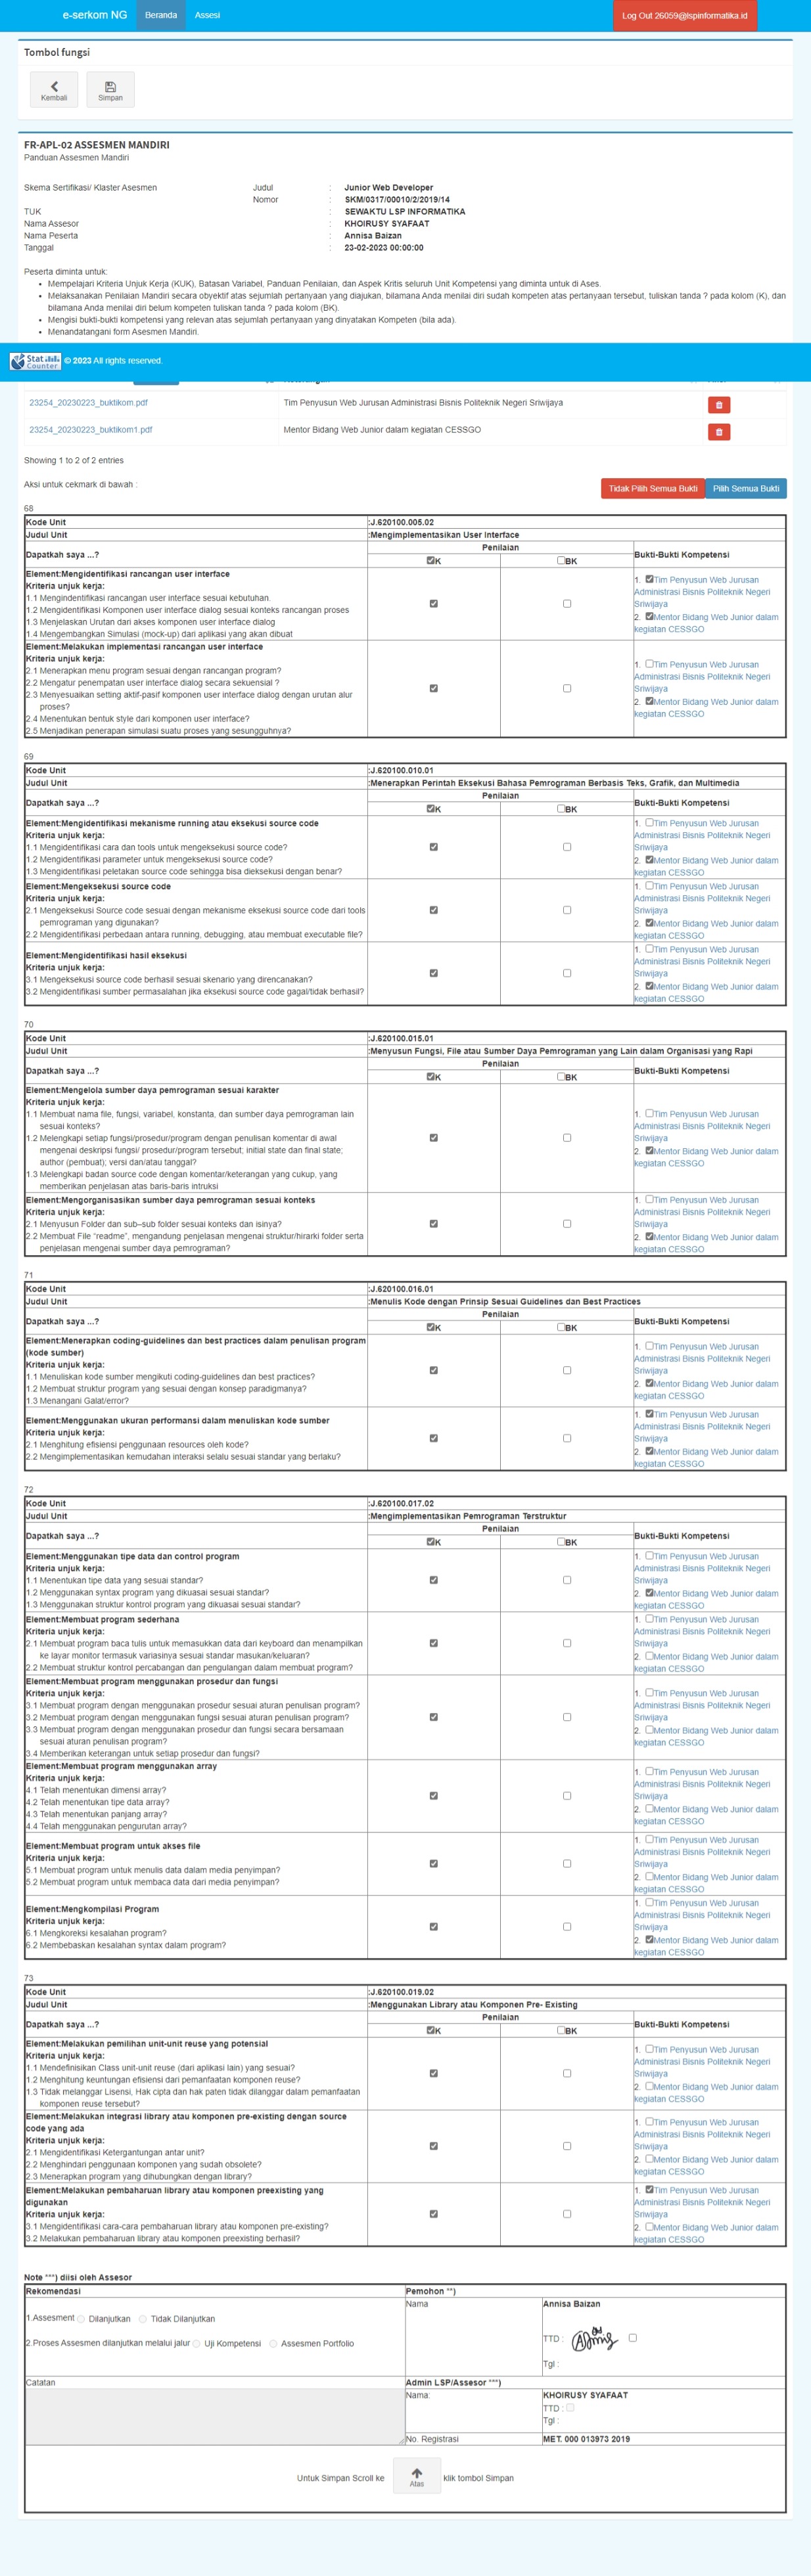 e-serkom NG Beranda Assesi Log Out 26059@lspinformatika.id
Tombol fungsi
Kembali Simpan
FR-APL-02 ASSESMEN MANDIRI
Panduan Assesmen Mandiri
Skema Sertifikasi/ Klaster Asesmen Judul : Junior Web Developer
Nomor : SKM/0317/00010/2/2019/14
TUK : SEWAKTU LSP INFORMATIKA
Nama Assesor : KHOIRUSY SYAFAAT
Nama Peserta : Annisa Baizan
Tanggal : 23-02-2023 00:00:00
Peserta diminta untuk:
Mempelajari Kriteria Unjuk Kerja (KUK), Batasan Variabel, Panduan Penilaian, dan Aspek Kritis seluruh Unit Kompetensi yang diminta untuk di Ases.
Melaksanakan Penilaian Mandiri secara obyektif atas sejumlah pertanyaan yang diajukan, bilamana Anda menilai diri sudah kompeten atas pertanyaan tersebut, tuliskan tanda ? pada kolom (K), dan
bilamana Anda menilai diri belum kompeten tuliskan tanda ? pada kolom (BK).
Mengisi bukti-bukti kompetensi yang relevan atas sejumlah pertanyaan yang dinyatakan Kompeten (bila ada).
Menandatangani form Asesmen Mandiri.
StatCounter © 2023 All rights reserved.
23254_20230223_buktikom.pdf Tim Penyusun Web Jurusan Administrasi Bisnis Politeknik Negeri Sriwijaya
23254_20230223_buktikom1.pdf Mentor Bidang Web Junior dalam kegiatan CESSGO
Showing 1 to 2 of 2 entries
Aksi untuk cekmark di bawah : Tidak Pilih Semua Bukti Pilih Semua Bukti
68
Kode Unit :J.620100.005.02
Judul Unit :Mengimplementasikan User Interface
Dapatkah saya ...? Penilaian Bukti-Bukti Kompetensi
K BK
Element:Mengidentifikasi rancangan user interface
Kriteria unjuk kerja:
1.1 Mengindentifikasi rancangan user interface sesuai kebutuhan.
1.2 Mengidentifikasi Komponen user interface dialog sesuai konteks rancangan proses
1.3 Menjelaskan Urutan dari akses komponen user interface dialog
1.4 Mengembangkan Simulasi (mock-up) dari aplikasi yang akan dibuat
1. Tim Penyusun Web Jurusan
Administrasi Bisnis Politeknik Negeri
Sriwijaya
2. Mentor Bidang Web Junior dalam
kegiatan CESSGO
Element:Melakukan implementasi rancangan user interface
Kriteria unjuk kerja:
2.1 Menerapkan menu program sesuai dengan rancangan program?
2.2 Mengatur penempatan user interface dialog secara sekuensial ?
2.3 Menyesuaikan setting aktif-pasif komponen user interface dialog dengan urutan alur
proses?
2.4 Menentukan bentuk style dari komponen user interface?
2.5 Menjadikan penerapan simulasi suatu proses yang sesungguhnya?
1. Tim Penyusun Web Jurusan
Administrasi Bisnis Politeknik Negeri
Sriwijaya
2. Mentor Bidang Web Junior dalam
kegiatan CESSGO
69
Kode Unit :J.620100.010.01
Judul Unit :Menerapkan Perintah Eksekusi Bahasa Pemrograman Berbasis Teks, Grafik, dan Multimedia
Dapatkah saya ...? Penilaian Bukti-Bukti Kompetensi
K BK
Element:Mengidentifikasi mekanisme running atau eksekusi source code
Kriteria unjuk kerja:
1.1 Mengidentifikasi cara dan tools untuk mengeksekusi source code?
1.2 Mengidentifikasi parameter untuk mengeksekusi source code?
1.3 Mengidentifikasi peletakan source code sehingga bisa dieksekusi dengan benar?
1. Tim Penyusun Web Jurusan
Administrasi Bisnis Politeknik Negeri
Sriwijaya
2. Mentor Bidang Web Junior dalam
kegiatan CESSGO
Element:Mengeksekusi source code
Kriteria unjuk kerja:
2.1 Mengeksekusi Source code sesuai dengan mekanisme eksekusi source code dari tools
pemrograman yang digunakan?
2.2 Mengidentifikasi perbedaan antara running, debugging, atau membuat executable file?
1. Tim Penyusun Web Jurusan
Administrasi Bisnis Politeknik Negeri
Sriwijaya
2. Mentor Bidang Web Junior dalam
kegiatan CESSGO
Element:Mengidentifikasi hasil eksekusi
Kriteria unjuk kerja:
3.1 Mengeksekusi source code berhasil sesuai skenario yang direncanakan?
3.2 Mengidentifikasi sumber permasalahan jika eksekusi source code gagal/tidak berhasil?
1. Tim Penyusun Web Jurusan
Administrasi Bisnis Politeknik Negeri
Sriwijaya
2. Mentor Bidang Web Junior dalam
kegiatan CESSGO
70
Kode Unit :J.620100.015.01
Judul Unit :Menyusun Fungsi, File atau Sumber Daya Pemrograman yang Lain dalam Organisasi yang Rapi
Dapatkah saya ...? Penilaian Bukti-Bukti Kompetensi
K BK
Element:Mengelola sumber daya pemrograman sesuai karakter
Kriteria unjuk kerja:
1.1 Membuat nama file, fungsi, variabel, konstanta, dan sumber daya pemrograman lain
sesuai konteks?
1.2 Melengkapi setiap fungsi/prosedur/program dengan penulisan komentar di awal
mengenai deskripsi fungsi/ prosedur/program tersebut; initial state dan final state;
author (pembuat); versi dan/atau tanggal?
1.3 Melengkapi badan source code dengan komentar/keterangan yang cukup, yang
memberikan penjelasan atas baris-baris intruksi
1. Tim Penyusun Web Jurusan
Administrasi Bisnis Politeknik Negeri
Sriwijaya
2. Mentor Bidang Web Junior dalam
kegiatan CESSGO
Element:Mengorganisasikan sumber daya pemrograman sesuai konteks
Kriteria unjuk kerja:
2.1 Menyusun Folder dan sub–sub folder sesuai konteks dan isinya?
2.2 Membuat File "readme", mengandung penjelasan mengenai struktur/hirarki folder serta
penjelasan mengenai sumber daya pemrograman?
1. Tim Penyusun Web Jurusan
Administrasi Bisnis Politeknik Negeri
Sriwijaya
2. Mentor Bidang Web Junior dalam
kegiatan CESSGO
71
Kode Unit :J.620100.016.01
Judul Unit :Menulis Kode dengan Prinsip Sesuai Guidelines dan Best Practices
Dapatkah saya ...? Penilaian Bukti-Bukti Kompetensi
K BK
Element:Menerapkan coding-guidelines dan best practices dalam penulisan program
(kode sumber)
Kriteria unjuk kerja:
1.1 Menuliskan kode sumber mengikuti coding-guidelines dan best practices?
1.2 Membuat struktur program yang sesuai dengan konsep paradigmanya?
1.3 Menangani Galat/error?
1. Tim Penyusun Web Jurusan
Administrasi Bisnis Politeknik Negeri
Sriwijaya
2. Mentor Bidang Web Junior dalam
kegiatan CESSGO
Element:Menggunakan ukuran performansi dalam menuliskan kode sumber
Kriteria unjuk kerja:
2.1 Menghitung efisiensi penggunaan resources oleh kode?
2.2 Mengimplementasikan kemudahan interaksi selalu sesuai standar yang berlaku?
1. Tim Penyusun Web Jurusan
Administrasi Bisnis Politeknik Negeri
Sriwijaya
2. Mentor Bidang Web Junior dalam
kegiatan CESSGO
72
Kode Unit :J.620100.017.02
Judul Unit :Mengimplementasikan Pemrograman Terstruktur
Dapatkah saya ...? Penilaian Bukti-Bukti Kompetensi
K BK
Element:Menggunakan tipe data dan control program
Kriteria unjuk kerja:
1.1 Menentukan tipe data yang sesuai standar?
1.2 Menggunakan syntax program yang dikuasai sesuai standar?
1.3 Menggunakan struktur kontrol program yang dikuasai sesuai standar?
1. Tim Penyusun Web Jurusan
Administrasi Bisnis Politeknik Negeri
Sriwijaya
2. Mentor Bidang Web Junior dalam
kegiatan CESSGO
Element:Membuat program sederhana
Kriteria unjuk kerja:
2.1 Membuat program baca tulis untuk memasukkan data dari keyboard dan menampilkan
ke layar monitor termasuk variasinya sesuai standar masukan/keluaran?
2.2 Membuat struktur kontrol percabangan dan pengulangan dalam membuat program?
1. Tim Penyusun Web Jurusan
Administrasi Bisnis Politeknik Negeri
Sriwijaya
2. Mentor Bidang Web Junior dalam
kegiatan CESSGO
Element:Membuat program menggunakan prosedur dan fungsi
Kriteria unjuk kerja:
3.1 Membuat program dengan menggunakan prosedur sesuai aturan penulisan program?
3.2 Membuat program dengan menggunakan fungsi sesuai aturan penulisan program?
3.3 Membuat program dengan menggunakan prosedur dan fungsi secara bersamaan
sesuai aturan penulisan program?
3.4 Memberikan keterangan untuk setiap prosedur dan fungsi?
1. Tim Penyusun Web Jurusan
Administrasi Bisnis Politeknik Negeri
Sriwijaya
2. Mentor Bidang Web Junior dalam
kegiatan CESSGO
Element:Membuat program menggunakan array
Kriteria unjuk kerja:
4.1 Telah menentukan dimensi array?
4.2 Telah menentukan tipe data array?
4.3 Telah menentukan panjang array?
4.4 Telah menggunakan pengurutan array?
1. Tim Penyusun Web Jurusan
Administrasi Bisnis Politeknik Negeri
Sriwijaya
2. Mentor Bidang Web Junior dalam
kegiatan CESSGO
Element:Membuat program untuk akses file
Kriteria unjuk kerja:
5.1 Membuat program untuk menulis data dalam media penyimpan?
5.2 Membuat program untuk membaca data dari media penyimpan?
1. Tim Penyusun Web Jurusan
Administrasi Bisnis Politeknik Negeri
Sriwijaya
2. Mentor Bidang Web Junior dalam
kegiatan CESSGO
Element:Mengkompilasi Program
Kriteria unjuk kerja:
6.1 Mengkoreksi kesalahan program?
6.2 Membebaskan kesalahan syntax dalam program?
1. Tim Penyusun Web Jurusan
Administrasi Bisnis Politeknik Negeri
Sriwijaya
2. Mentor Bidang Web Junior dalam
kegiatan CESSGO
73
Kode Unit :J.620100.019.02
Judul Unit :Menggunakan Library atau Komponen Pre- Existing
Dapatkah saya ...? Penilaian Bukti-Bukti Kompetensi
K BK
Element:Melakukan pemilihan unit-unit reuse yang potensial
Kriteria unjuk kerja:
1.1 Mendefinisikan Class unit-unit reuse (dari aplikasi lain) yang sesuai?
1.2 Menghitung keuntungan efisiensi dari pemanfaatan komponen reuse?
1.3 Tidak melanggar Lisensi, Hak cipta dan hak paten tidak dilanggar dalam pemanfaatan
komponen reuse tersebut?
1. Tim Penyusun Web Jurusan
Administrasi Bisnis Politeknik Negeri
Sriwijaya
2. Mentor Bidang Web Junior dalam
kegiatan CESSGO
Element:Melakukan integrasi library atau komponen pre-existing dengan source
code yang ada
Kriteria unjuk kerja:
2.1 Mengidentifikasi Ketergantungan antar unit?
2.2 Menghindari penggunaan komponen yang sudah obsolete?
2.3 Menerapkan program yang dihubungkan dengan library?
1. Tim Penyusun Web Jurusan
Administrasi Bisnis Politeknik Negeri
Sriwijaya
2. Mentor Bidang Web Junior dalam
kegiatan CESSGO
Element:Melakukan pembaharuan library atau komponen preexisting yang
digunakan
Kriteria unjuk kerja:
3.1 Mengidentifikasi cara-cara pembaharuan library atau komponen pre-existing?
3.2 Melakukan pembaharuan library atau komponen preexisting berhasil?
1. Tim Penyusun Web Jurusan
Administrasi Bisnis Politeknik Negeri
Sriwijaya
2. Mentor Bidang Web Junior dalam
kegiatan CESSGO
Note ***) diisi oleh Assesor
Rekomendasi Pemohon **)
Nama Annisa Baizan
1.Assesment Dilanjutkan Tidak Dilanjutkan
TTD :
2.Proses Assesmen dilanjutkan melalui jalur Uji Kompetensi Assesmen Portfolio
Tgl :
Catatan Admin LSP/Assesor ***)
Nama: KHOIRUSY SYAFAAT
TTD :
Tgl :
No. Registrasi MET. 000 013973 2019
Untuk Simpan Scroll ke Atas klik tombol Simpan